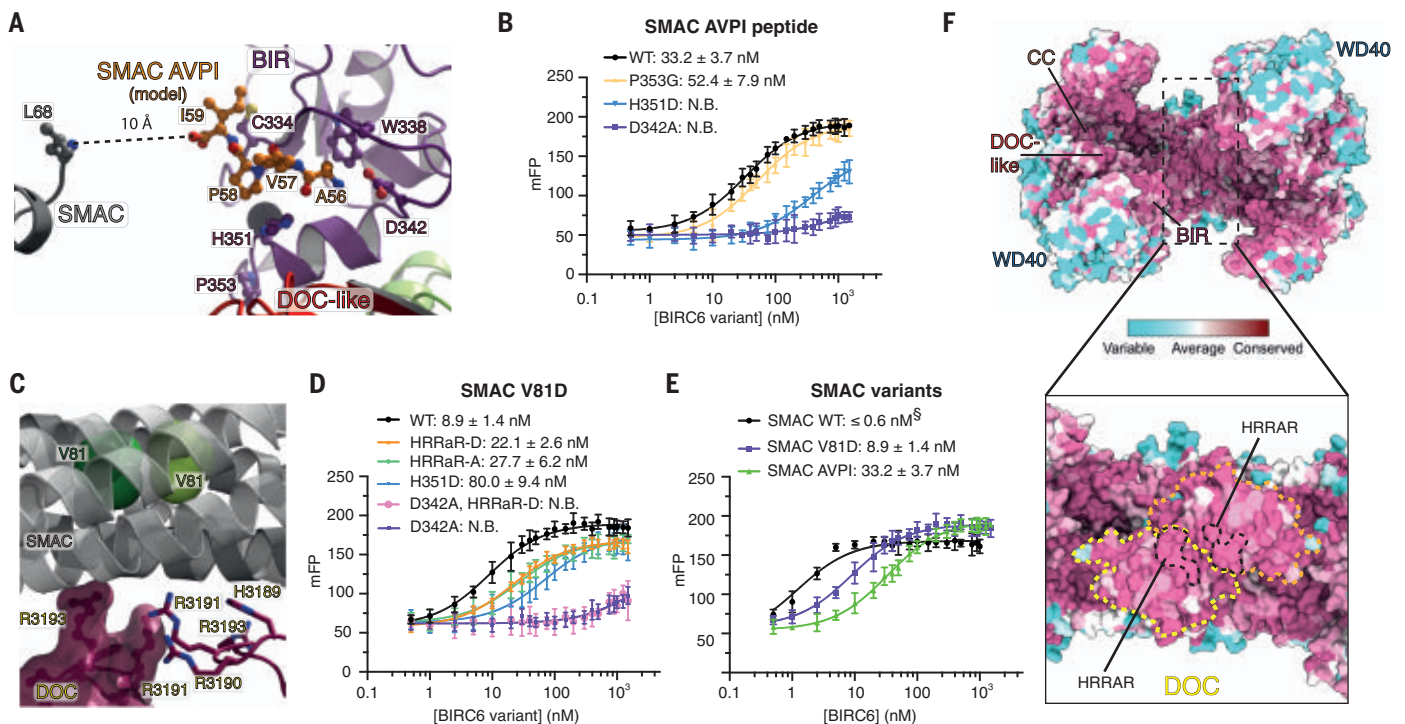 A
SMAC AVPI
(model)
BIR
L68
10 Å
I59
C334
W338
P58
V57
A56
SMAC
H351
D342
P353
DOC-like
B
SMAC AVPI peptide
WT: 33.2 ± 3.7 nM
P353G: 52.4 ± 7.9 nM
H351D: N.B.
D342A: N.B.
250
200
150
100
50
0
mFP
0.1
1
10
100
10³
[BIRC6 variant] (nM)
C
V81
V81
SMAC
R3193
R3191
H3189
R3193
DOC
R3191
R3190
D
SMAC V81D
WT: 8.9 ± 1.4 nM
HRRaR-D: 22.1 ± 2.6 nM
HRRaR-A: 27.7 ± 6.2 nM
H351D: 80.0 ± 9.4 nM
D342A, HRRaR-D: N.B.
D342A: N.B.
250
200
150
100
50
0
mFP
0.1
1
10
100
10³
[BIRC6 variant] (nM)
E
SMAC variants
SMAC WT: ≤ 0.6 nM§
SMAC V81D: 8.9 ± 1.4 nM
SMAC AVPI: 33.2 ± 3.7 nM
250
200
150
100
50
0
mFP
0.1
1
10
100
10³
[BIRC6] (nM)
F
CC
WD40
DOC-
like
BIR
WD40
Variable Average Conserved
HRRAR
HRRAR
DOC